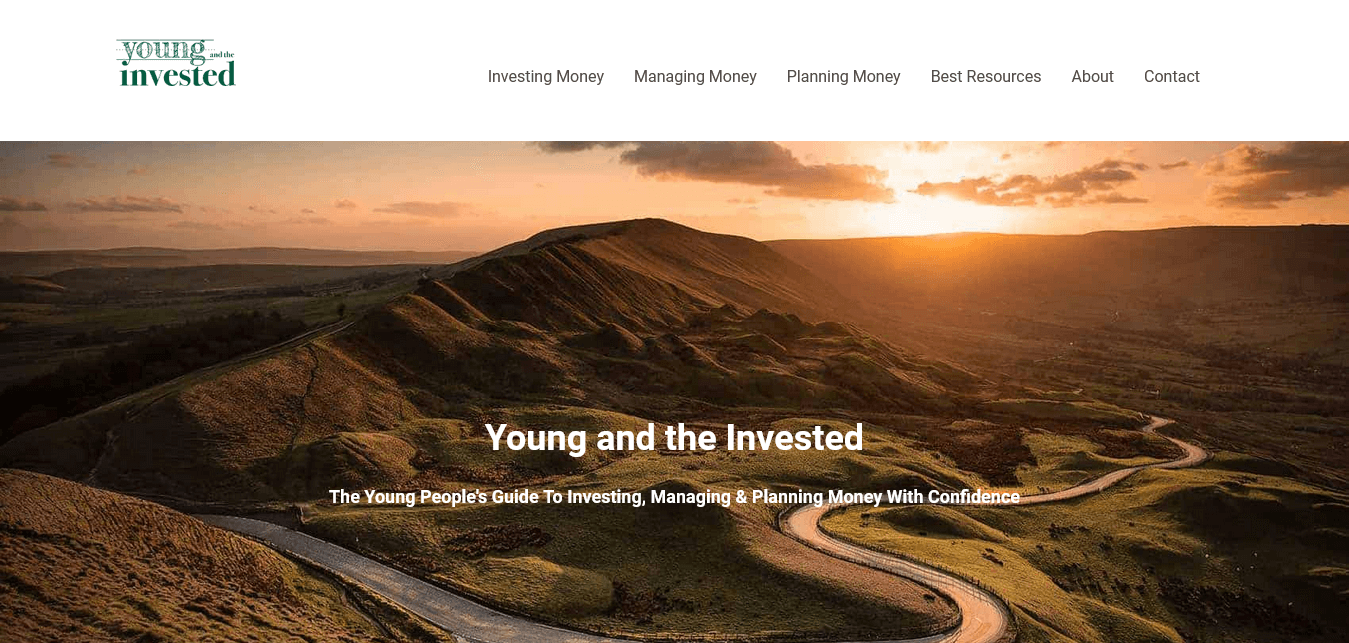 young and the
invested
Investing Money Managing Money Planning Money Best Resources About Contact
Young and the Invested
The Young People's Guide To Investing, Managing & Planning Money With Confidence